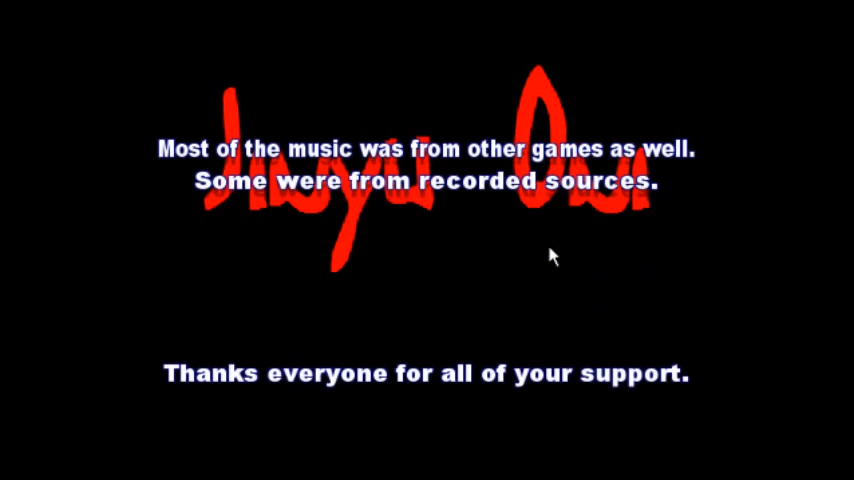 Most of the music was from other games as well.
Some were from recorded sources.
Thanks everyone for all of your support.